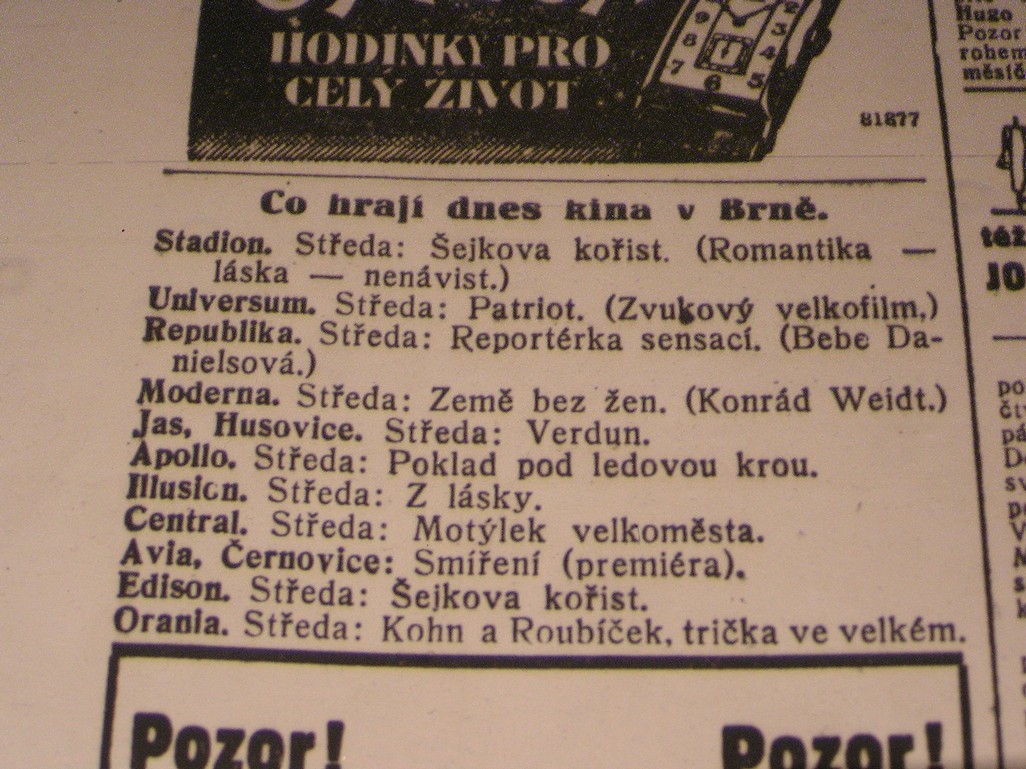 HODINKY PRO
CELÝ ŽIVOT
81877
Hugo
Pozor
rohem
měsíč
Co hrají dnes kina v Brně.
Stadion. Středa: Šejkova kořist. (Romantika —
láska — nenávist.)
Universum. Středa: Patriot. (Zvukový velkofilm.)
Republika. Středa: Reportérka sensací. (Bebe Da-
nielsová.)
Moderna. Středa: Země bez žen. (Konrád Weidt.)
Jas, Husovice. Středa: Verdun.
Apollo. Středa: Poklad pod ledovou krou.
Illusion. Středa: Z lásky.
Central. Středa: Motýlek velkoměsta.
Avia, Černovice: Smíření (premiéra).
Edison. Středa: Šejkova kořist.
Orania. Středa: Kohn a Roubíček, trička ve velkém.
Pozor! Pozor!
též
JO